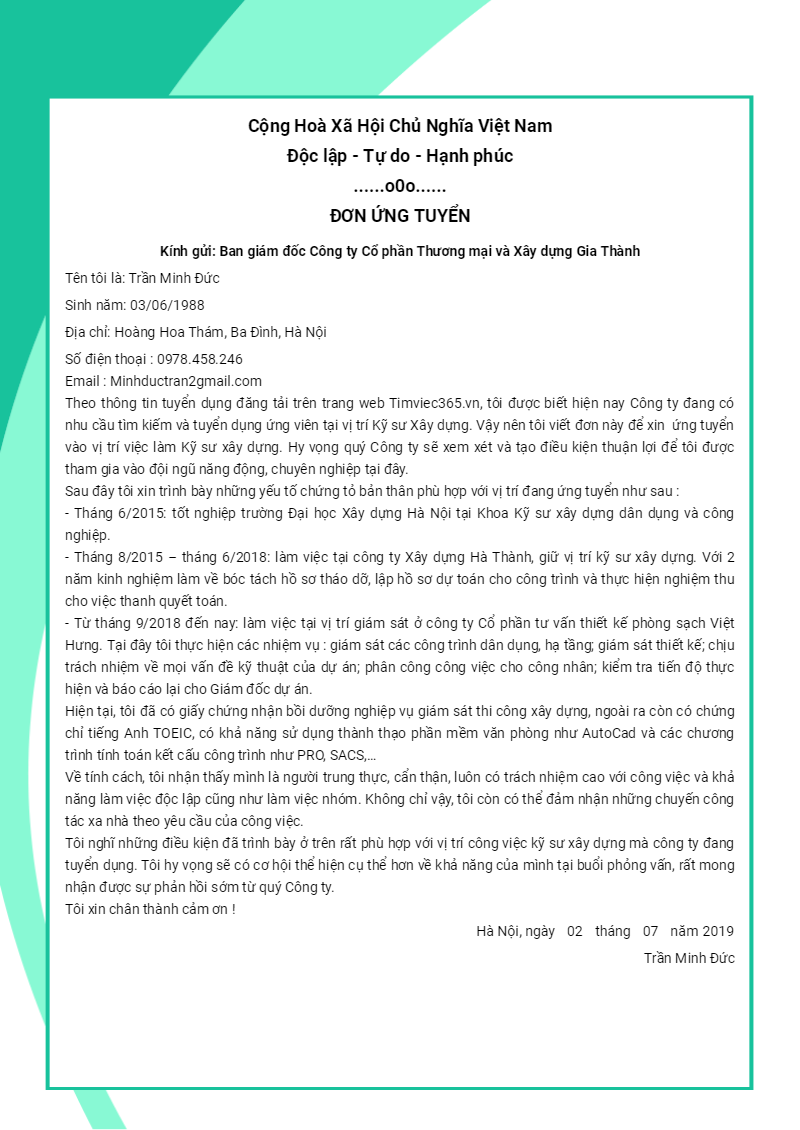 Cộng Hoà Xã Hội Chủ Nghĩa Việt Nam
Độc lập - Tự do - Hạnh phúc
......o0o......
ĐƠN ỨNG TUYỂN
Kính gửi: Ban giám đốc Công ty Cổ phần Thương mại và Xây dựng Gia Thành
Tên tôi là: Trần Minh Đức
Sinh năm: 03/06/1988
Địa chỉ: Hoàng Hoa Thám, Ba Đình, Hà Nội
Số điện thoại : 0978.458.246
Email : Minhductran2gmail.com
Theo thông tin tuyển dụng đăng tải trên trang web Timviec365.vn, tôi được biết hiện nay Công ty đang có
nhu cầu tìm kiếm và tuyển dụng ứng viên tại vị trí Kỹ sư Xây dựng. Vậy nên tôi viết đơn này để xin ứng tuyển
vào vị trí việc làm Kỹ sư xây dựng. Hy vọng quý Công ty sẽ xem xét và tạo điều kiện thuận lợi để tôi được
tham gia vào đội ngũ năng động, chuyên nghiệp tại đây.
Sau đây tôi xin trình bày những yếu tố chứng tỏ bản thân phù hợp với vị trí đang ứng tuyển như sau :
- Tháng 6/2015: tốt nghiệp trường Đại học Xây dựng Hà Nội tại Khoa Kỹ sư xây dựng dân dụng và công
nghiệp.
- Tháng 8/2015 – tháng 6/2018: làm việc tại công ty Xây dựng Hà Thành, giữ vị trí kỹ sư xây dựng. Với 2
năm kinh nghiệm làm về bóc tách hồ sơ tháo dỡ, lập hồ sơ dự toán cho công trình và thực hiện nghiệm thu
cho việc thanh quyết toán.
- Từ tháng 9/2018 đến nay: làm việc tại vị trí giám sát ở công ty Cổ phần tư vấn thiết kế phòng sạch Việt
Hưng. Tại đây tôi thực hiện các nhiệm vụ : giám sát các công trình dân dụng, hạ tầng; giám sát thiết kế; chịu
trách nhiệm về mọi vấn đề kỹ thuật của dự án; phân công công việc cho công nhân; kiểm tra tiến độ thực
hiện và báo cáo lại cho Giám đốc dự án.
Hiện tại, tôi đã có giấy chứng nhận bồi dưỡng nghiệp vụ giám sát thi công xây dựng, ngoài ra còn có chứng
chỉ tiếng Anh TOEIC, có khả năng sử dụng thành thạo phần mềm văn phòng như AutoCad và các chương
trình tính toán kết cấu công trình như PRO, SACS,...
Về tính cách, tôi nhận thấy mình là người trung thực, cẩn thận, luôn có trách nhiệm cao với công việc và khả
năng làm việc độc lập cũng như làm việc nhóm. Không chỉ vậy, tôi còn có thể đảm nhận những chuyến công
tác xa nhà theo yêu cầu của công việc.
Tôi nghĩ những điều kiện đã trình bày ở trên rất phù hợp với vị trí công việc kỹ sư xây dựng mà công ty đang
tuyển dụng. Tôi hy vọng sẽ có cơ hội thể hiện cụ thể hơn về khả năng của mình tại buổi phỏng vấn, rất mong
nhận được sự phản hồi sớm từ quý Công ty.
Tôi xin chân thành cảm ơn !
Hà Nội, ngày 02 tháng 07 năm 2019
Trần Minh Đức